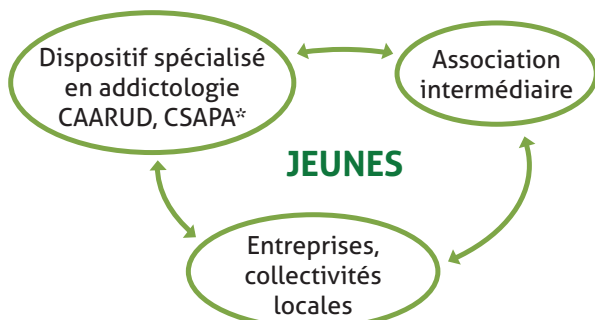 Dispositif spécialisé
en addictologie
CAARUD, CSAPA*
Association
intermédiaire
JEUNES
Entreprises,
collectivités
locales